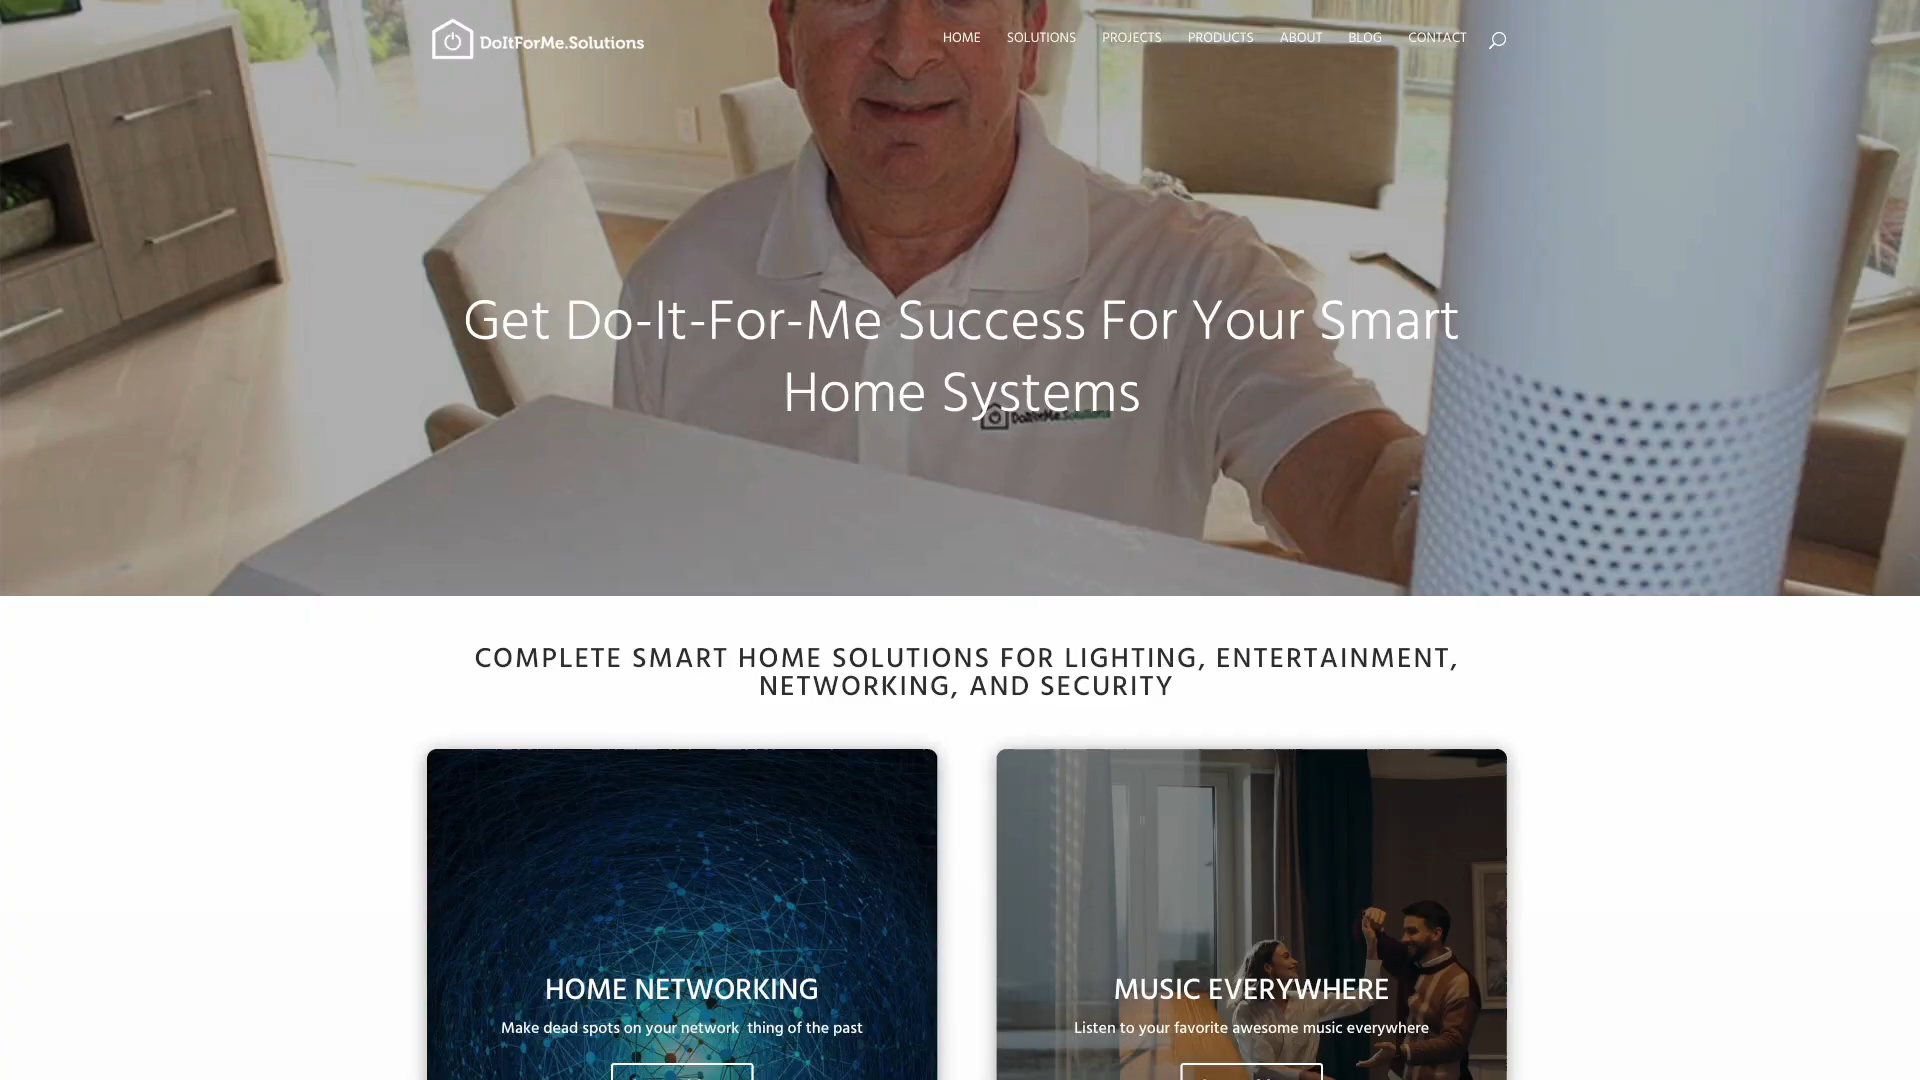 DoItForMe.Solutions
HOME SOLUTIONS PROJECTS PRODUCTS ABOUT BLOG CONTACT
Get Do-It-For-Me Success For Your Smart
Home Systems
DoItForMe.Solutions
COMPLETE SMART HOME SOLUTIONS FOR LIGHTING, ENTERTAINMENT,
NETWORKING, AND SECURITY
HOME NETWORKING
Make dead spots on your network thing of the past
MUSIC EVERYWHERE
Listen to your favorite awesome music everywhere